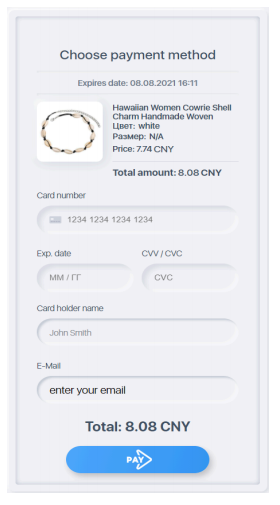 Choose payment method
Expires date: 08.08.2021 16:11
Hawaiian Women Cowrie Shell
Charm Handmade Woven
Цвет: white
Размер: N/A
Price: 7.74 CNY
Total amount: 8.08 CNY
Card number
1234 1234 1234 1234
Exp. date
CVV / CVC
ММ / ГГ
CVC
Card holder name
John Smith
E-Mail
enter your email
Total: 8.08 CNY
PAY